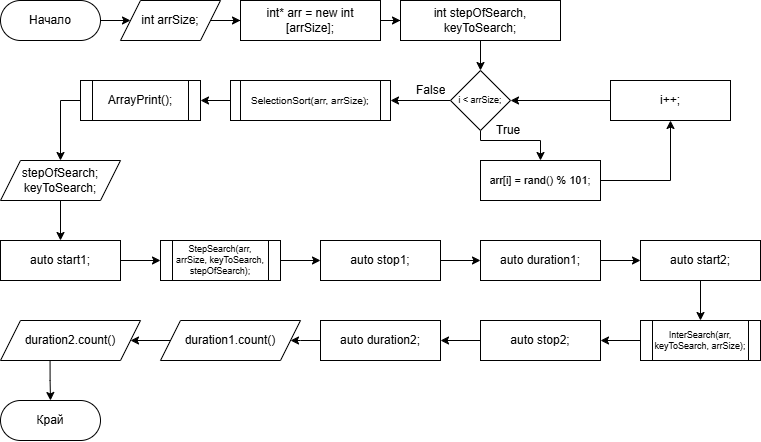 Начало
int arrSize;
int* arr = new int
[arrSize];
int stepOfSearch,
keyToSearch;
i < arrSize;
False
True
i++;
arr[i] = rand() % 101;
SelectionSort(arr, arrSize);
ArrayPrint();
stepOfSearch;
keyToSearch;
auto start1;
StepSearch(arr,
arrSize, keyToSearch,
stepOfSearch);
auto stop1;
auto duration1;
auto start2;
InterSearch(arr,
keyToSearch, arrSize);
auto stop2;
auto duration2;
duration1.count()
duration2.count()
Край